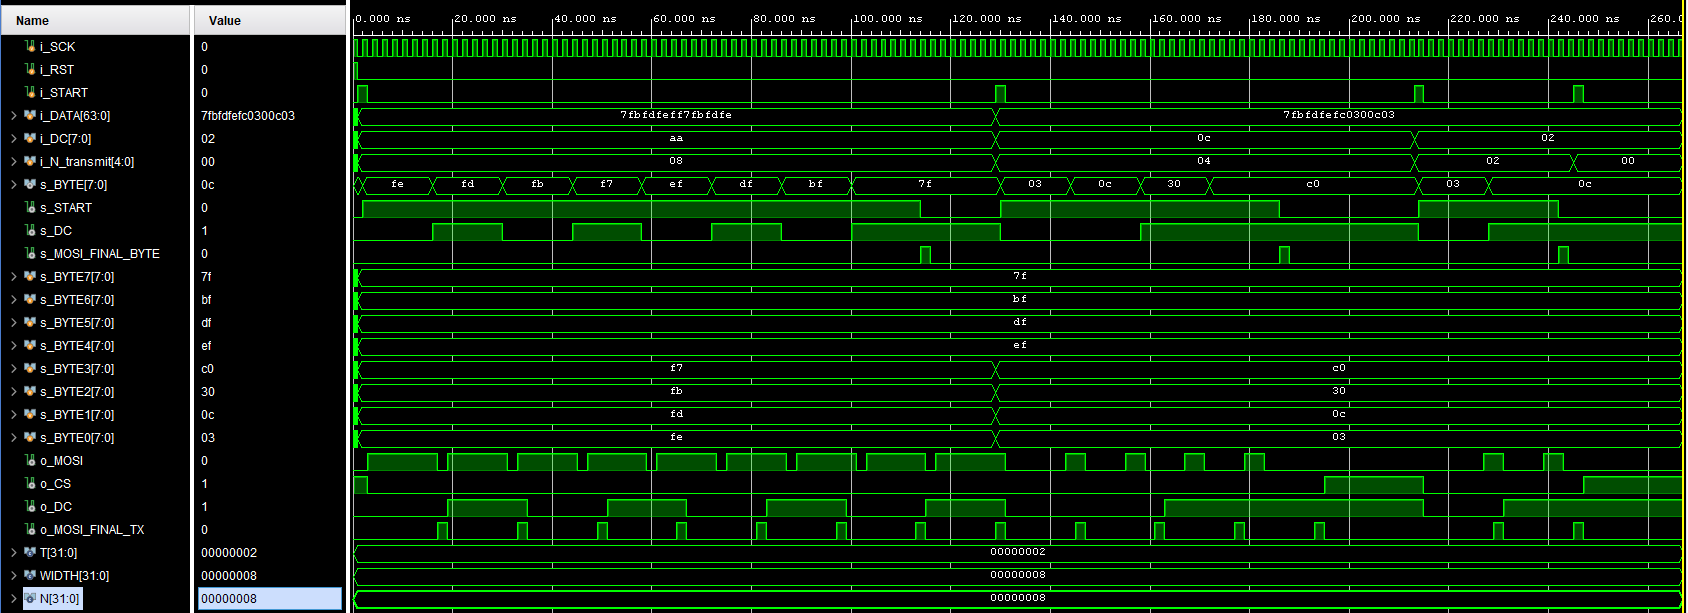 Name Value 0.000 ns 20.000 ns 40.000 ns 60.000 ns 80.000 ns 100.000 ns 120.000 ns 140.000 ns 160.000 ns 180.000 ns 200.000 ns 220.000 ns 240.000 ns 260.0
i_SCK 0
i_RST 0
i_START 0
i_DATA[63:0] 7fbfdfefc0300c03 7fbfdfeff7fbfdfe 7fbfdfefc0300c03
i_DC[7:0] 02 aa 0c 02
i_N_transmit[4:0] 00 08 04 02 00
s_BYTE[7:0] 0c fe fd fb f7 ef df bf 7f 03 0c 30 c0 03 0c
s_START 0
s_DC 1
s_MOSI_FINAL_BYTE 0
s_BYTE7[7:0] 7f 7f
s_BYTE6[7:0] bf bf
s_BYTE5[7:0] df df
s_BYTE4[7:0] ef ef
s_BYTE3[7:0] c0 f7 c0
s_BYTE2[7:0] 30 fb 30
s_BYTE1[7:0] 0c fd 0c
s_BYTE0[7:0] 03 fe 03
o_MOSI 0
o_CS 1
o_DC 1
o_MOSI_FINAL_TX 0
T[31:0] 00000002 00000002
WIDTH[31:0] 00000008 00000008
N[31:0] 00000008 00000008